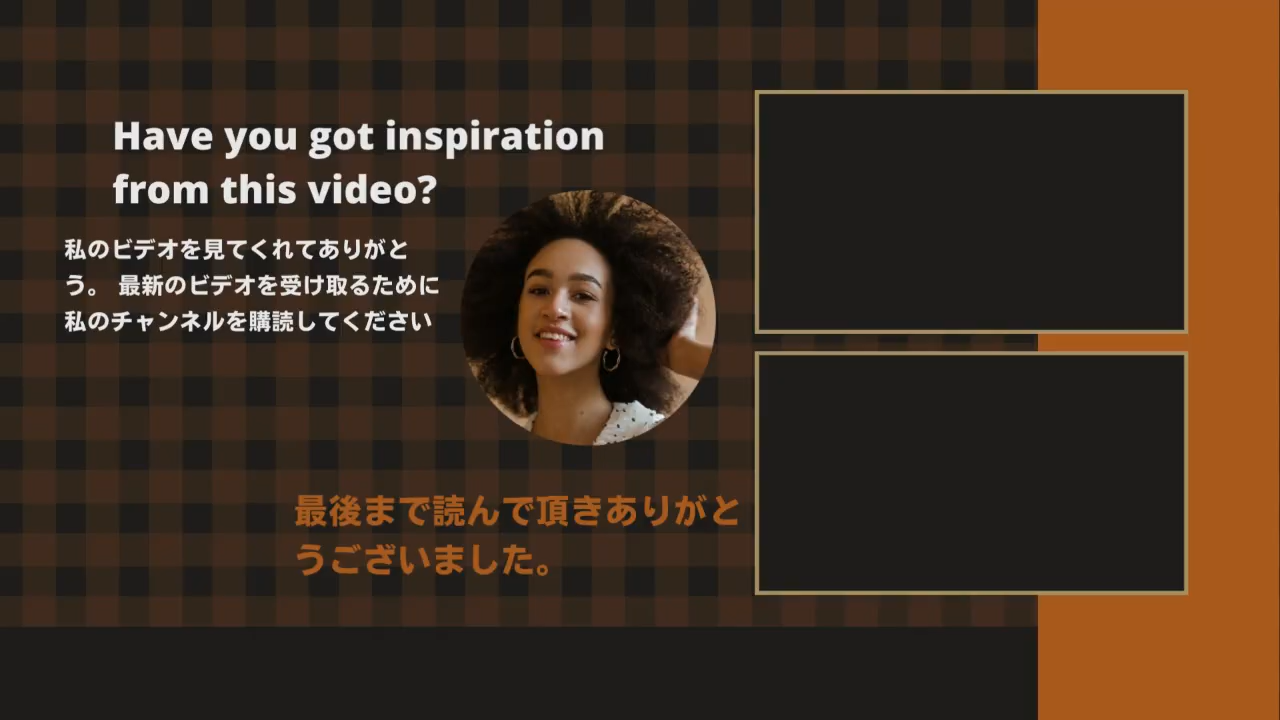 Have you got inspiration
from this video?
私のビデオを見てくれてありがと
う。 最新のビデオを受け取るために
私のチャンネルを購読してください
最後まで読んで頂きありがと
うございました。